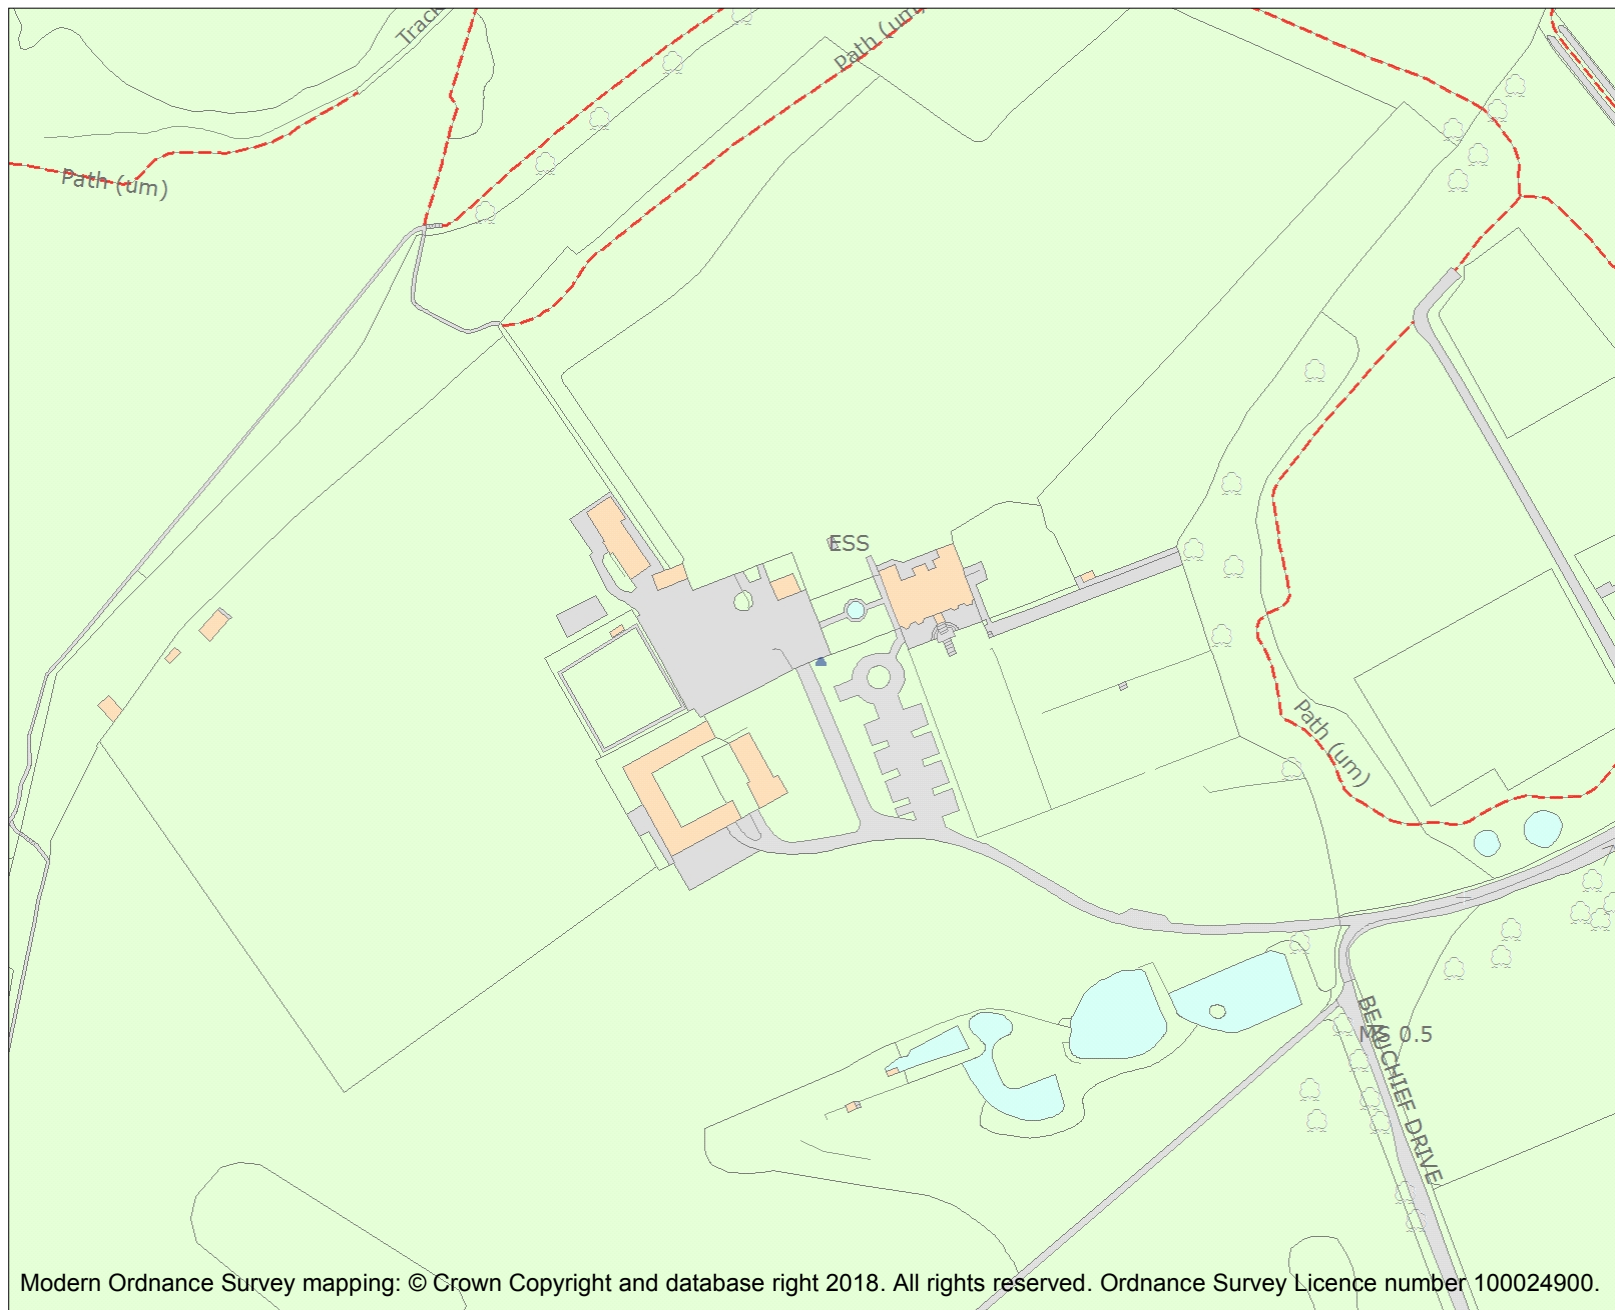 Track
Path (um)
Path (um)
ESS
Path (um)
MS 0.5
BEAUCHIEF DRIVE
Modern Ordnance Survey mapping: © Crown Copyright and database right 2018. All rights reserved. Ordnance Survey Licence number 100024900.